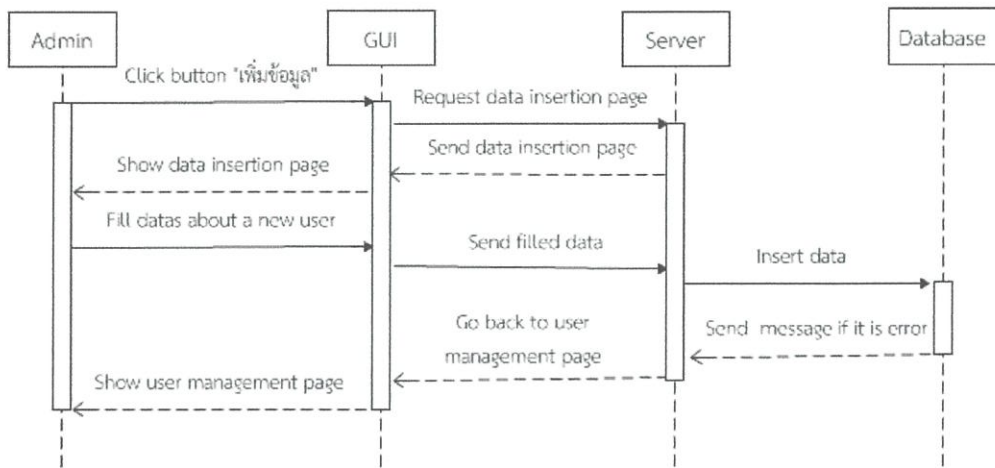 Admin
GUI
Server
Database
Click button "เพิ่มข้อมูล"
Request data insertion page
Send data insertion page
Show data insertion page
Fill datas about a new user
Send filled data
Insert data
Send message if it is error
Go back to user
management page
Show user management page